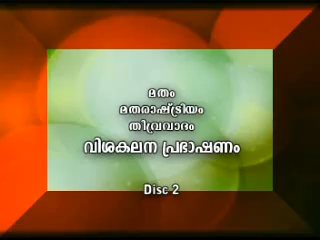 മതം
മതരാഷ്ട്രിയം
തിവ്രവാദം
വിശകലന പ്രഭാഷണം
Disc-2